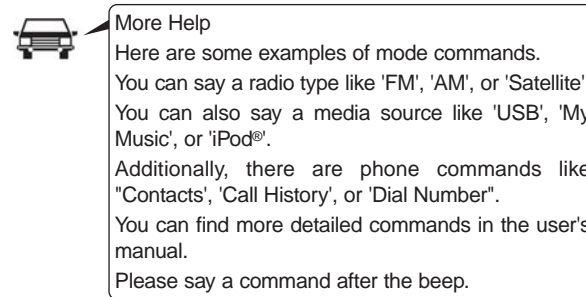 More Help
Here are some examples of mode commands.
You can say a radio type like 'FM', 'AM', or 'Satellite'
You can also say a media source like 'USB', 'My
Music', or 'iPod®'.
Additionally, there are phone commands like
"Contacts', 'Call History', or 'Dial Number".
You can find more detailed commands in the user's
manual.
Please say a command after the beep.